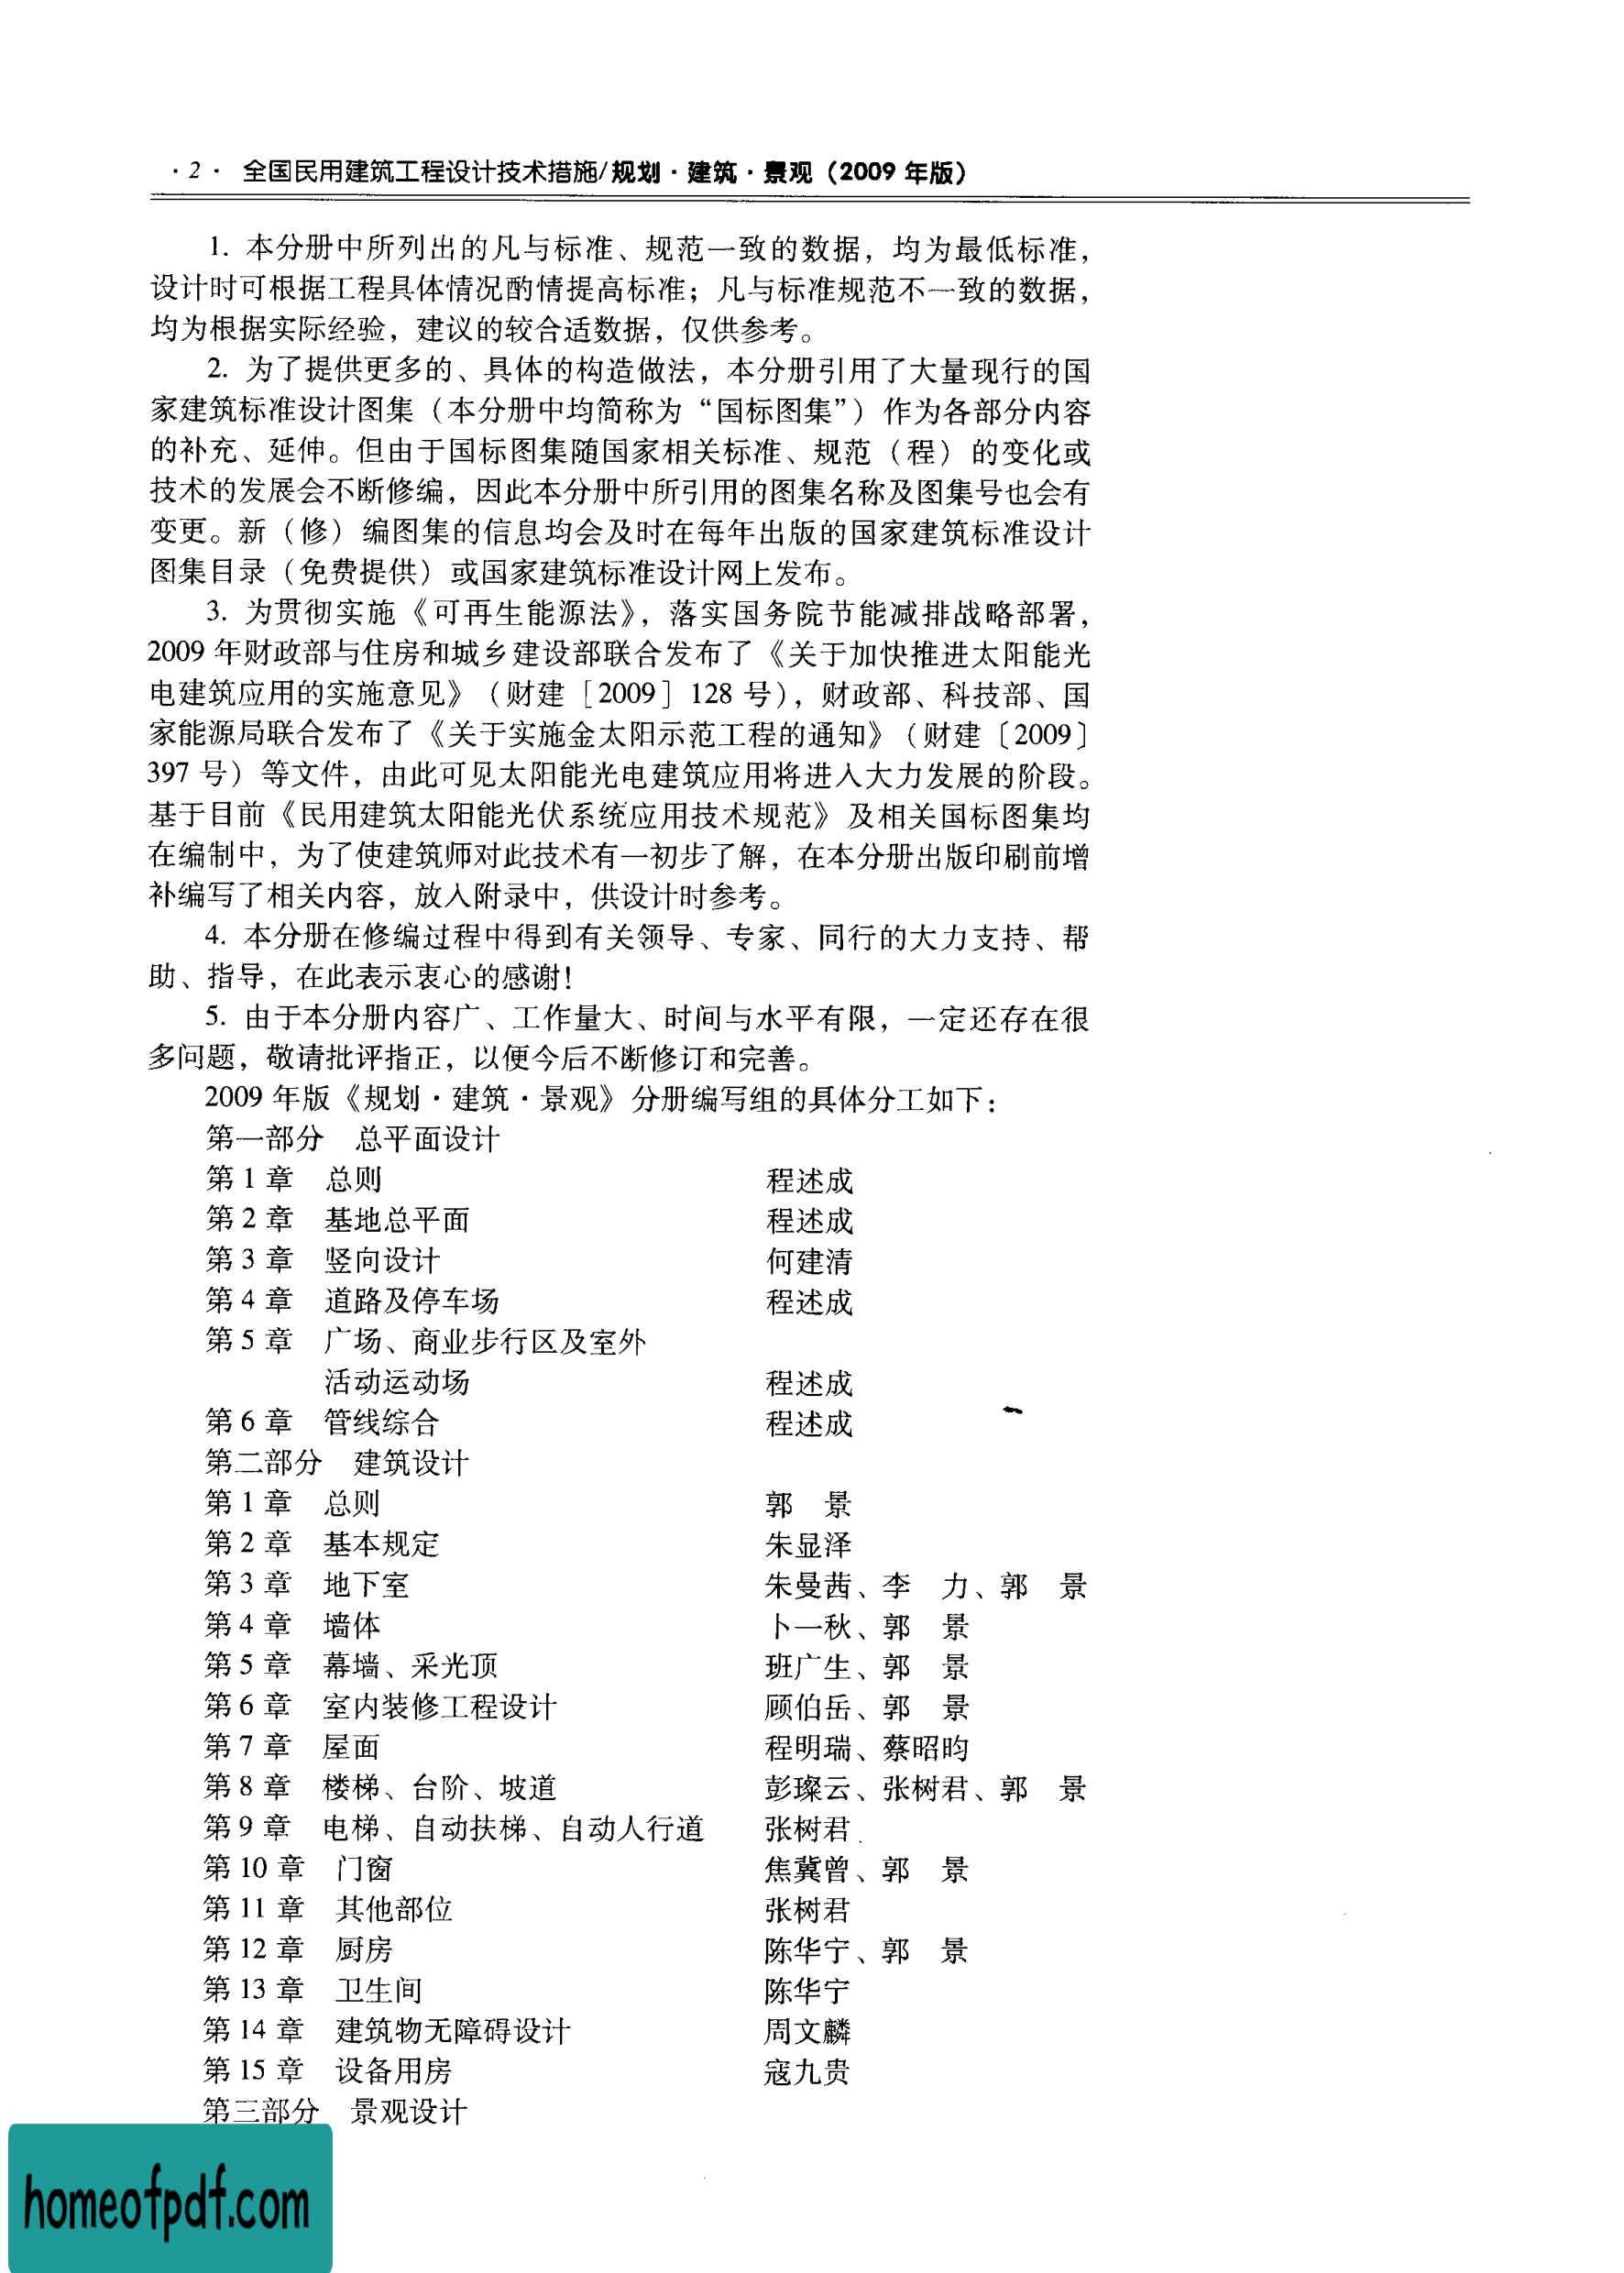 · 2 · 全国民用建筑工程设计技术措施/规划·建筑·景观（2009 年版）
1. 本分册中所列出的凡与标准、规范一致的数据，均为最低标准，
设计时可根据工程具体情况酌情提高标准；凡与标准规范不一致的数据，
均为根据实际经验，建议的较合适数据，仅供参考。
2. 为了提供更多的、具体的构造做法，本分册引用了大量现行的国
家建筑标准设计图集（本分册中均简称为“国标图集”）作为各部分内容
的补充、延伸。但由于国标图集随国家相关标准、规范（程）的变化或
技术的发展会不断修编，因此本分册中所引用的图集名称及图集号也会有
变更。新（修）编图集的信息均会及时在每年出版的国家建筑标准设计
图集目录（免费提供）或国家建筑标准设计网上发布。
3. 为贯彻实施《可再生能源法》，落实国务院节能减排战略部署，
2009 年财政部与住房和城乡建设部联合发布了《关于加快推进太阳能光
电建筑应用的实施意见》（财建［2009］128 号），财政部、科技部、国
家能源局联合发布了《关于实施金太阳示范工程的通知》（财建〔2009〕
397 号）等文件，由此可见太阳能光电建筑应用将进入大力发展的阶段。
基于目前《民用建筑太阳能光伏系统应用技术规范》及相关国标图集均
在编制中，为了使建筑师对此技术有一初步了解，在本分册出版印刷前增
补编写了相关内容，放入附录中，供设计时参考。
4. 本分册在修编过程中得到有关领导、专家、同行的大力支持、帮
助、指导，在此表示衷心的感谢！
5. 由于本分册内容广、工作量大、时间与水平有限，一定还存在很
多问题，敬请批评指正，以便今后不断修订和完善。
2009 年版《规划·建筑·景观》分册编写组的具体分工如下：
第一部分　总平面设计
第 1 章　总则　程述成
第 2 章　基地总平面　程述成
第 3 章　竖向设计　何建清
第 4 章　道路及停车场　程述成
第 5 章　广场、商业步行区及室外
活动运动场　程述成
第 6 章　管线综合　程述成
第二部分　建筑设计
第 1 章　总则　郭　景
第 2 章　基本规定　朱显泽
第 3 章　地下室　朱曼茜、李　力、郭　景
第 4 章　墙体　卜一秋、郭　景
第 5 章　幕墙、采光顶　班广生、郭　景
第 6 章　室内装修工程设计　顾伯岳、郭　景
第 7 章　屋面　程明瑞、蔡昭昀
第 8 章　楼梯、台阶、坡道　彭璨云、张树君、郭　景
第 9 章　电梯、自动扶梯、自动人行道　张树君
第 10 章　门窗　焦冀曾、郭　景
第 11 章　其他部位　张树君
第 12 章　厨房　陈华宁、郭　景
第 13 章　卫生间　陈华宁
第 14 章　建筑物无障碍设计　周文麟
第 15 章　设备用房　寇九贵
第三部分　景观设计
homeofpdf.com